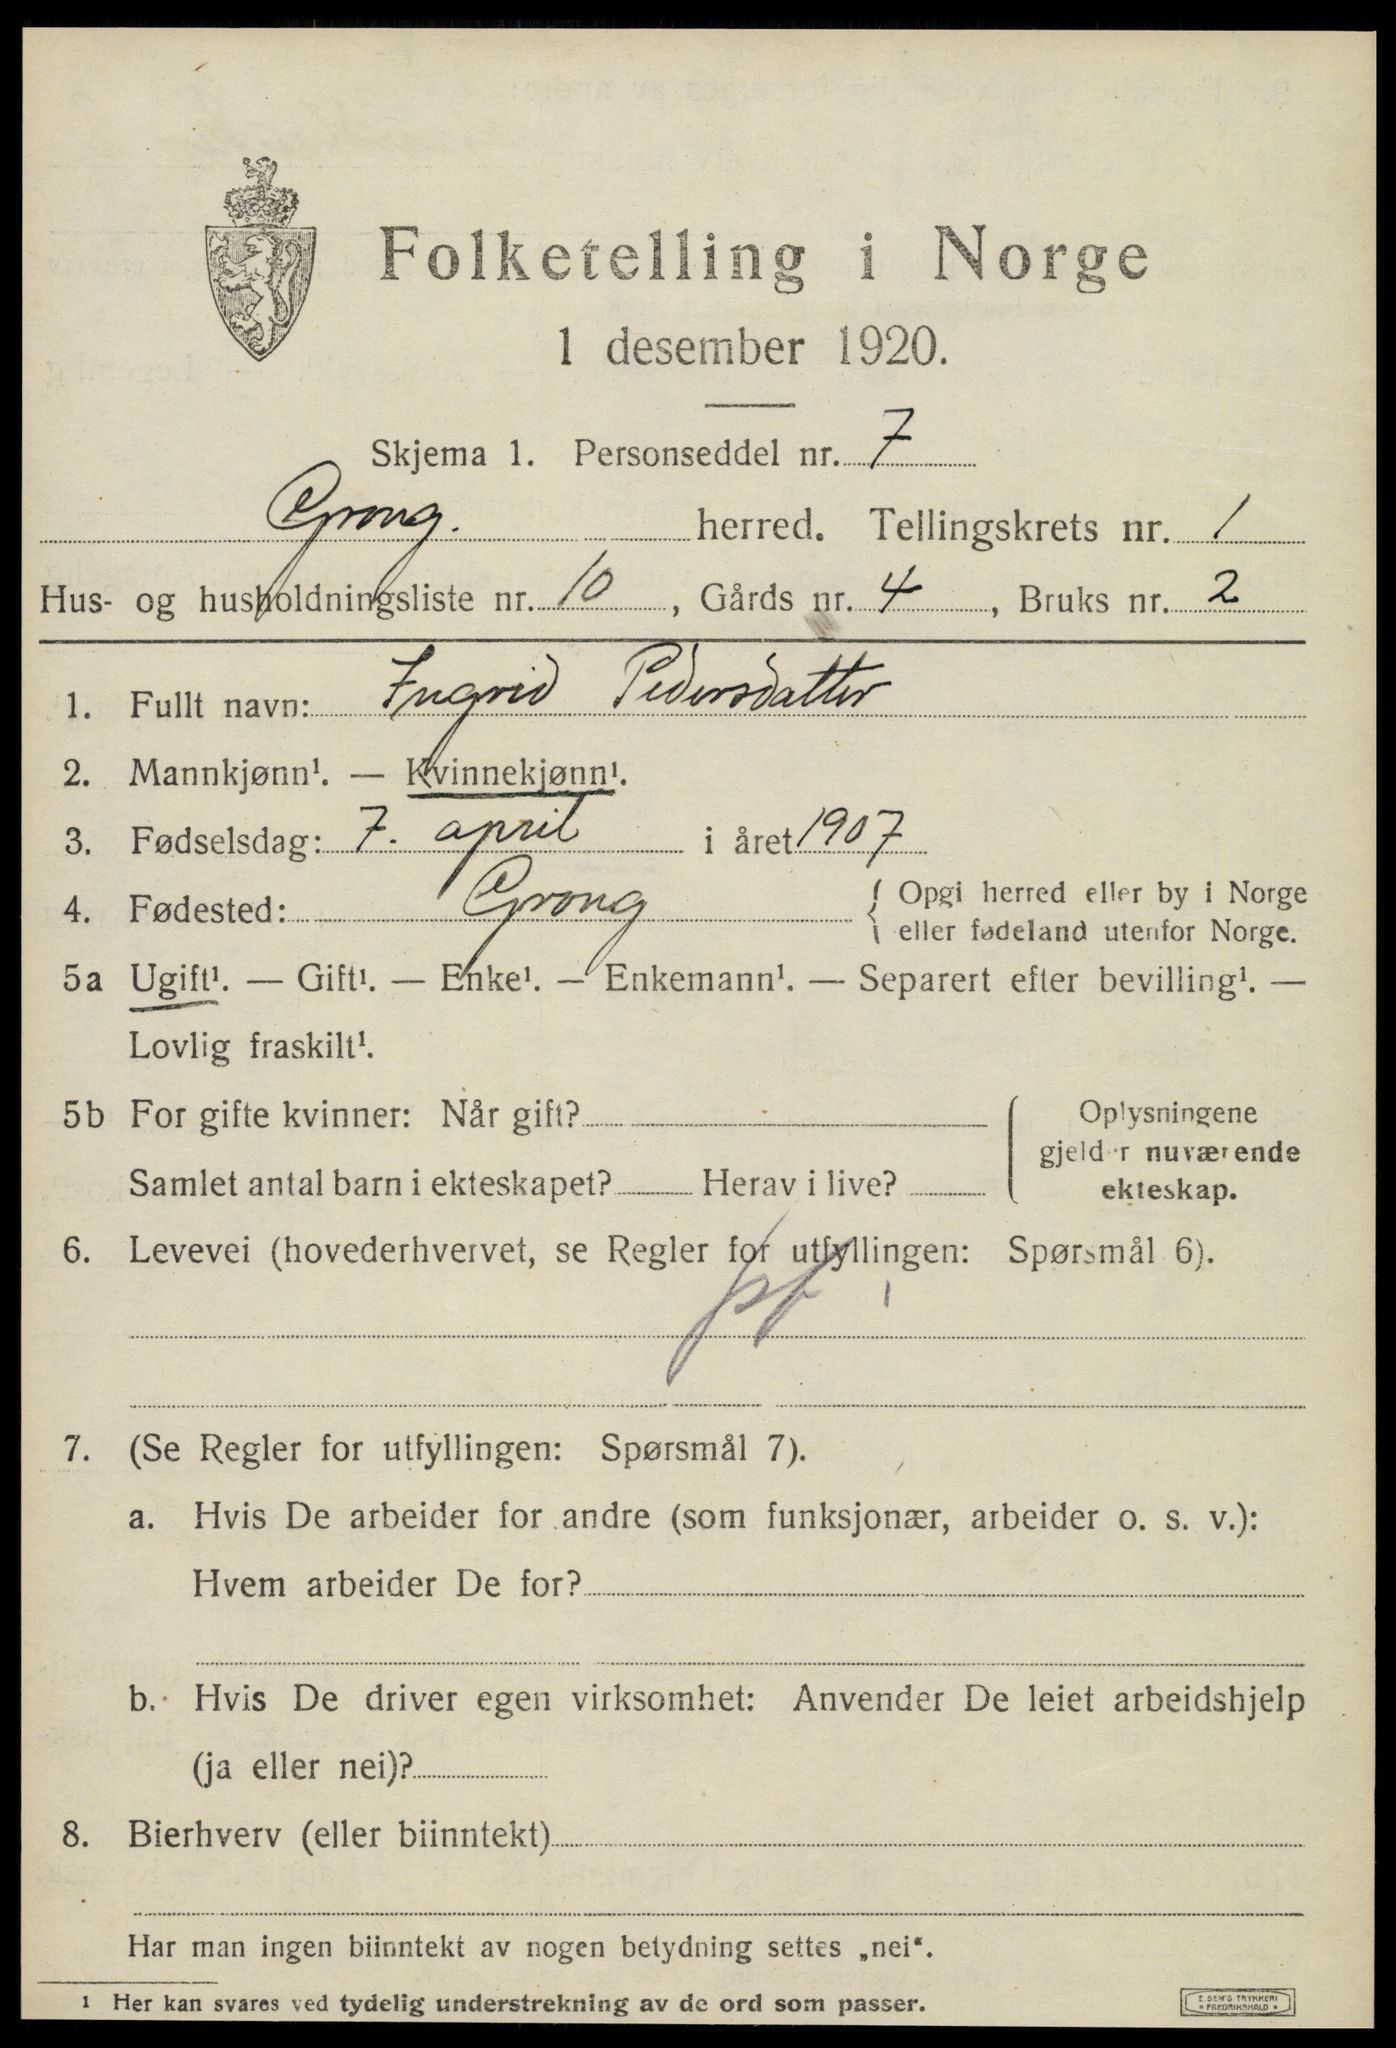 Folketelling i Norge
1 desember 1920.
Skjema 1. Personseddel nr. 7
Grong. herred. Tellingskrets nr. 1
Hus- og husholdningsliste nr. 10, Gårds nr. 4, Bruks nr. 2
1. Fullt navn: Ingrid Pedersdatter
2. Mannkjønn¹. — Kvinnekjønn¹.
3. Fødselsdag: 7. april i året 1907
4. Fødested: Grong { Opgi herred eller by i Norge
eller fødeland utenfor Norge.
5a Ugift¹. — Gift¹. — Enke¹. — Enkemann¹. — Separert efter bevilling¹. —
Lovlig fraskilt¹.
5b For gifte kvinner: Når gift? { Oplysningene
gjelder nuværende
Samlet antal barn i ekteskapet? Herav i live? ekteskap.
6. Levevei (hovederhvervet, se Regler for utfyllingen: Spørsmål 6).
7. (Se Regler for utfyllingen: Spørsmål 7).
a. Hvis De arbeider for andre (som funksjonær, arbeider o. s. v.):
Hvem arbeider De for?
b. Hvis De driver egen virksomhet: Anvender De leiet arbeidshjelp
(ja eller nei)?
8. Bierhverv (eller biinntekt)
Har man ingen biinntekt av nogen betydning settes „nei“.
1 Her kan svares ved tydelig understrekning av de ord som passer.
E. SEM'S TRYKKERI
FREDRIKSHALD